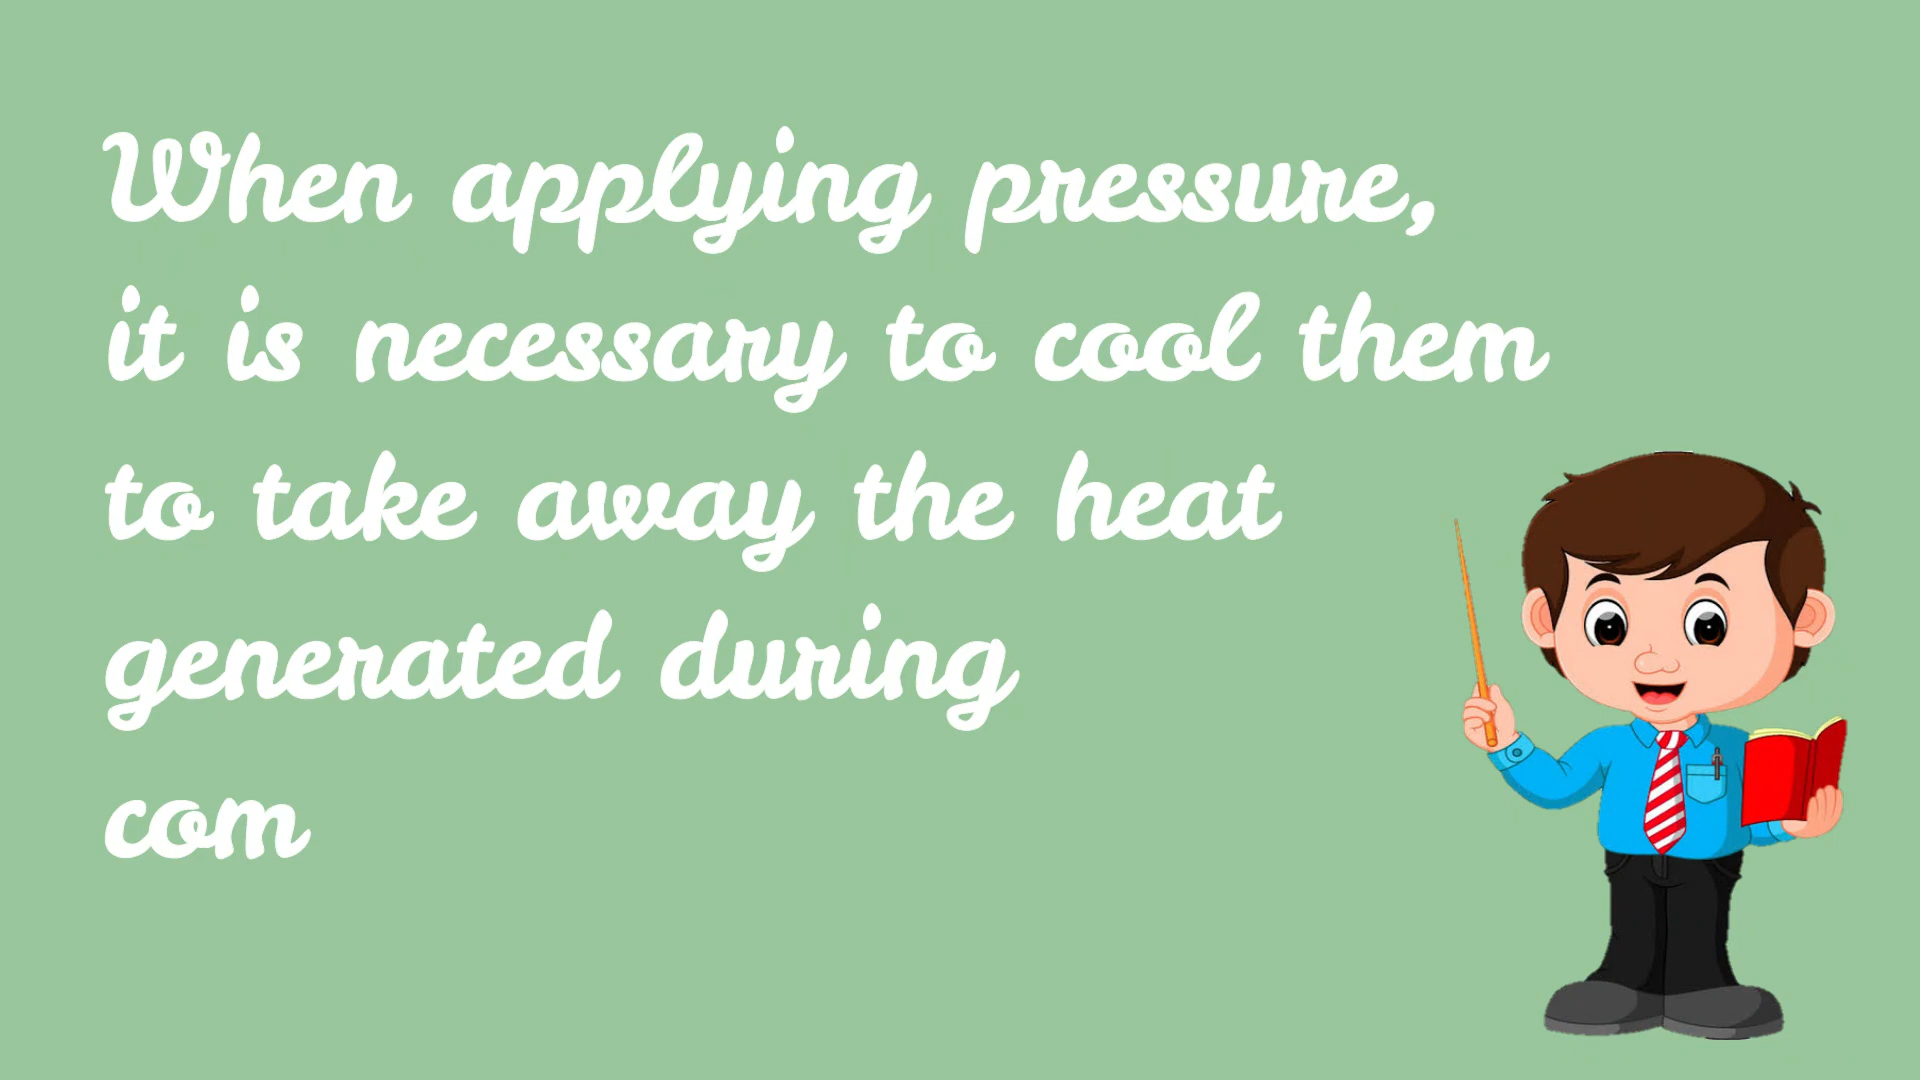 When applying pressure,
it is necessary to cool them
to take away the heat
generated during
com